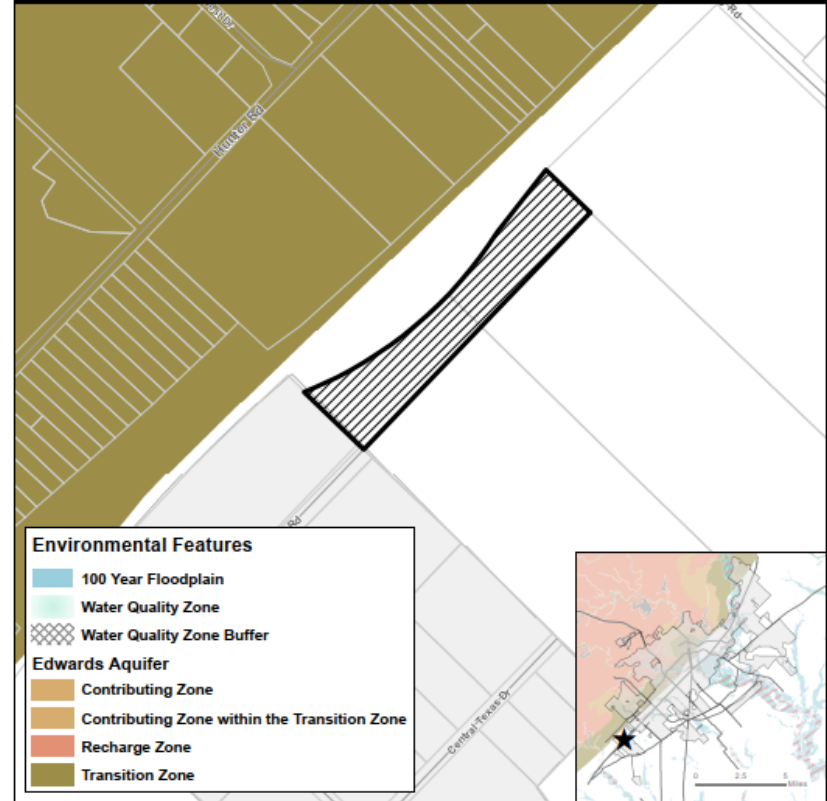 Rd
Hunter Rd
Rd
Central Texas Dr
Environmental Features
100 Year Floodplain
Water Quality Zone
Water Quality Zone Buffer
Edwards Aquifer
Contributing Zone
Contributing Zone within the Transition Zone
Recharge Zone
Transition Zone
0 2.5 5
Miles